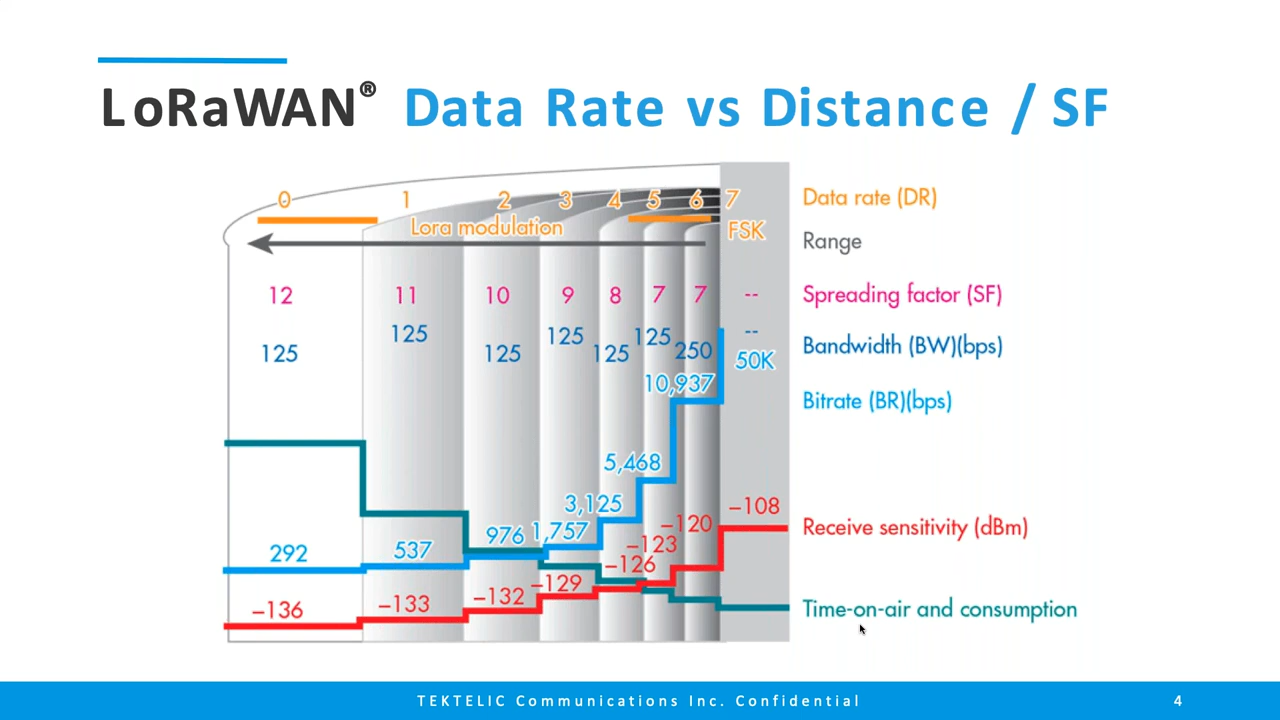 LoRaWAN® Data Rate vs Distance / SF
0 1 2 3 4 5 6 7 Data rate (DR)
Lora modulation FSK
Range
12 11 10 9 8 7 7 -- Spreading factor (SF)
125 125 125 125 125 125 250 -- Bandwidth (BW)(bps)
292 537 976 1,757 3,125 5,468 10,937 50K Bitrate (BR)(bps)
–136 –133 –132 –129 –126 –123 –120 –108 Receive sensitivity (dBm)
Time-on-air and consumption
TEKTELIC Communications Inc. Confidential
4